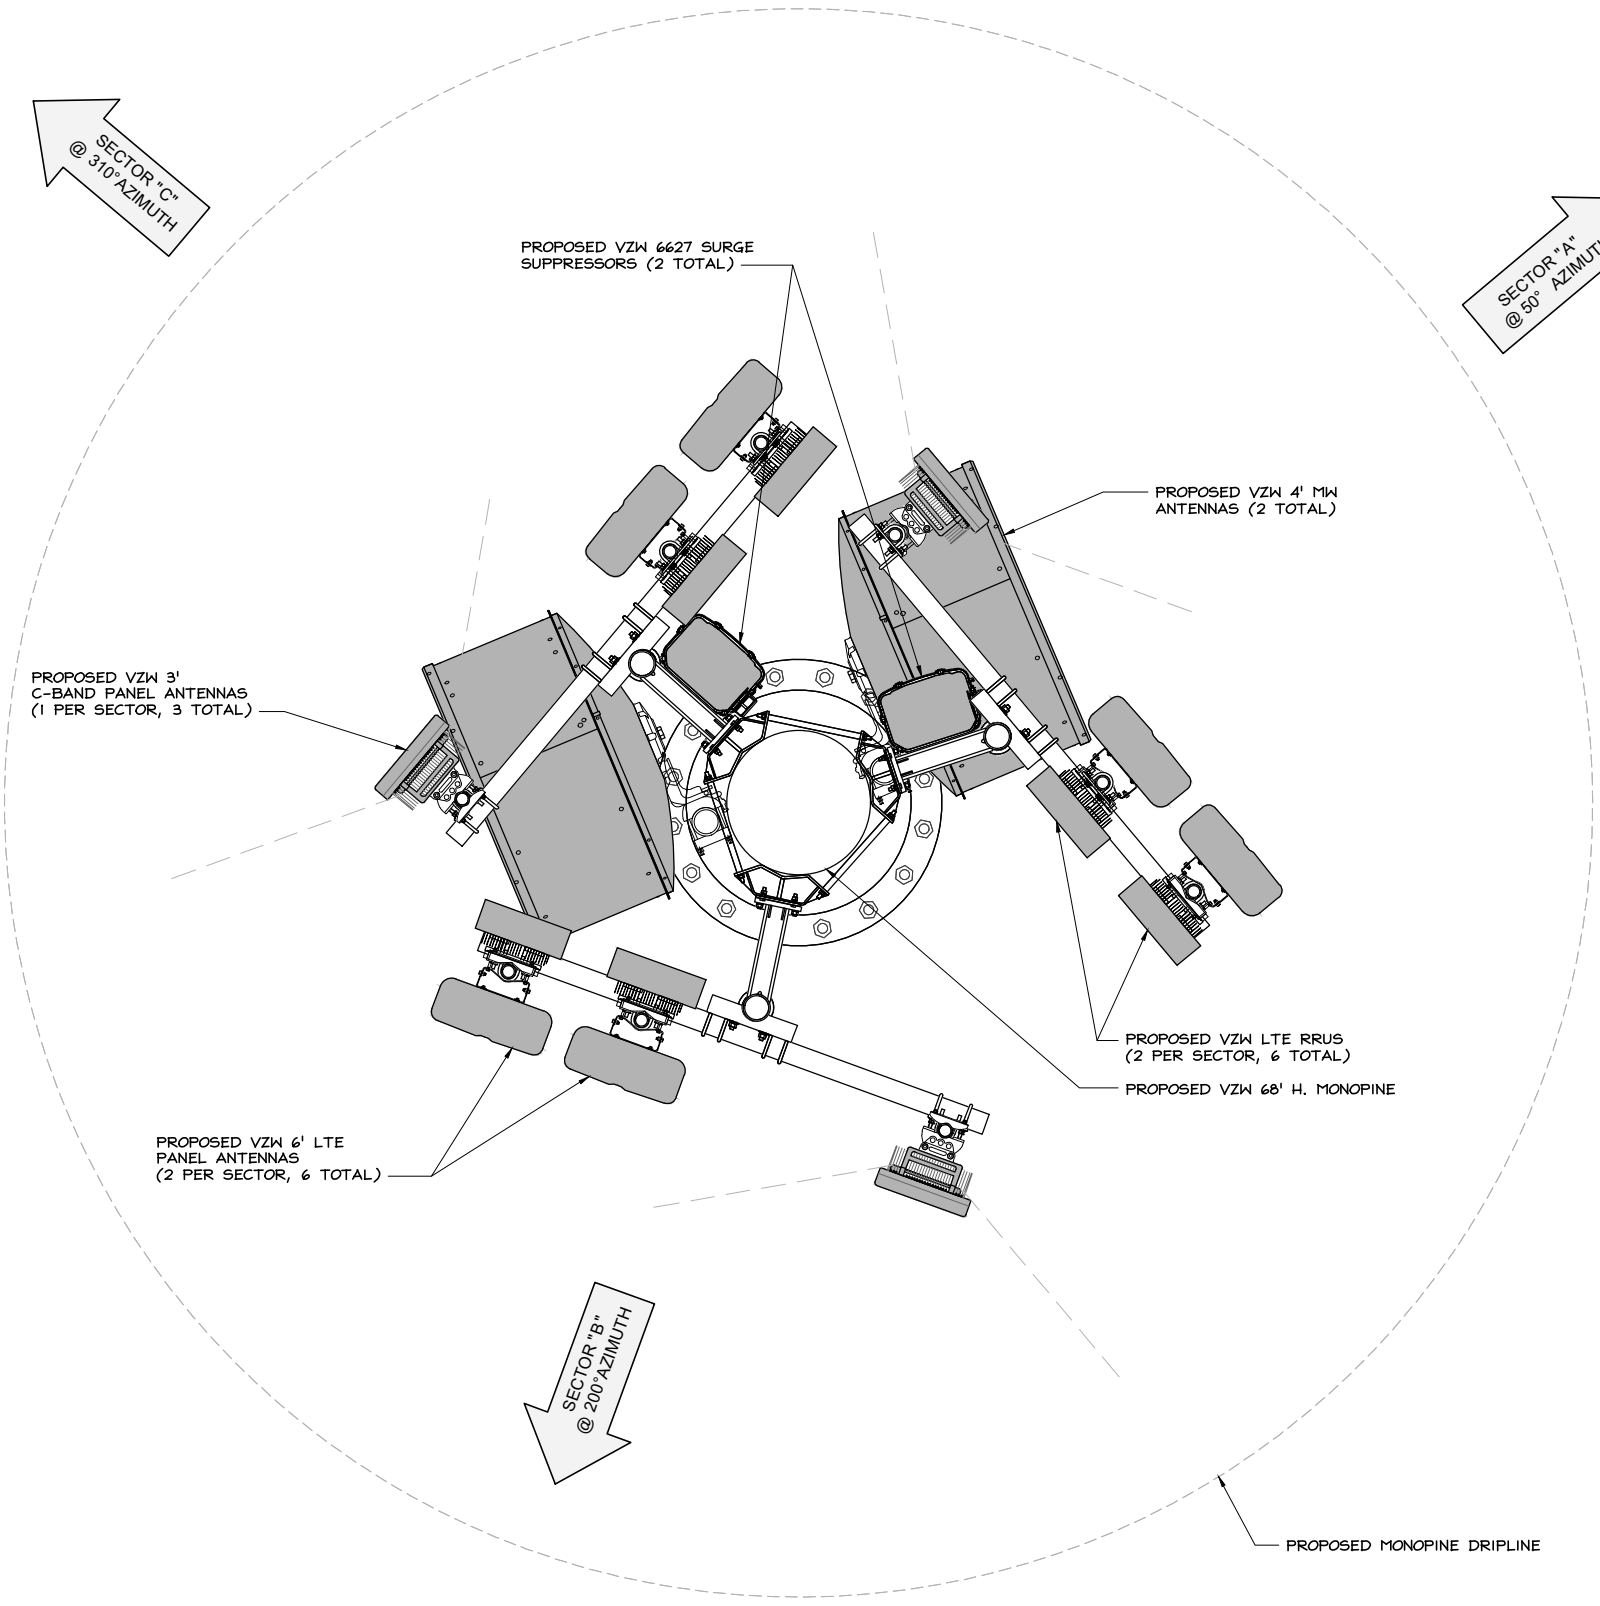 SECTOR "C"
@ 310°AZIMUTH
SECTOR "A"
@ 50°
PROPOSED VZW 6627 SURGE
SUPPRESSORS (2 TOTAL)
PROPOSED VZW 4' MW
ANTENNAS (2 TOTAL)
PROPOSED VZW 3'
C-BAND PANEL ANTENNAS
(1 PER SECTOR, 3 TOTAL)
PROPOSED VZW LTE RRUS
(2 PER SECTOR, 6 TOTAL)
PROPOSED VZW 68' H. MONOPINE
PROPOSED VZW 6' LTE
PANEL ANTENNAS
(2 PER SECTOR, 6 TOTAL)
SECTOR "B"
@ 200°AZIMUTH
PROPOSED MONOPINE DRIPLINE